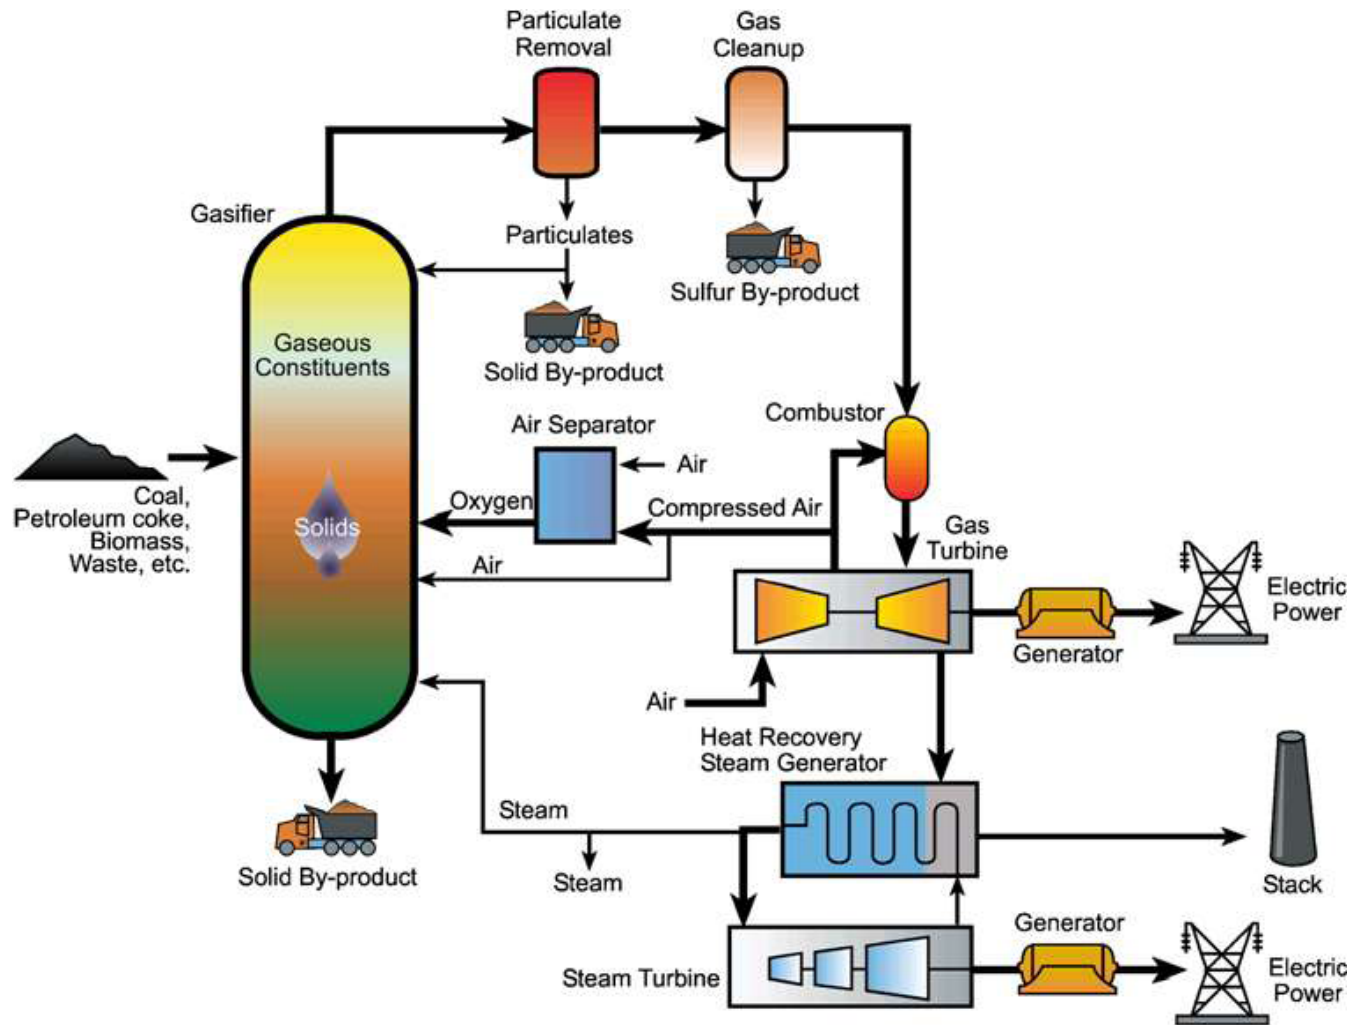 Particulate
Removal
Gas
Cleanup
Gasifier
Particulates
Sulfur By-product
Gaseous
Constituents
Solid By-product
Combustor
Air Separator
Air
Coal,
Petroleum coke,
Biomass,
Waste, etc.
Solids
Oxygen
Compressed Air
Gas
Turbine
Air
Electric
Power
Generator
Air
Heat Recovery
Steam Generator
Steam
Steam
Solid By-product
Stack
Generator
Steam Turbine
Electric
Power